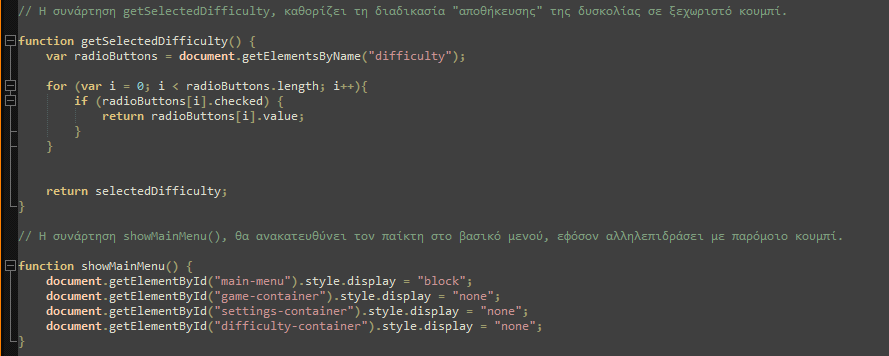 // Η συνάρτηση getSelectedDifficulty, καθορίζει τη διαδικασία "αποθήκευσης" της δυσκολίας σε ξεχωριστό κουμπί.
function getSelectedDifficulty() {
var radioButtons = document.getElementsByName("difficulty");
for (var i = 0; i < radioButtons.length; i++){
if (radioButtons[i].checked) {
return radioButtons[i].value;
}
}
return selectedDifficulty;
}
// Η συνάρτηση showMainMenu(), θα ανακατευθύνει τον παίκτη στο βασικό μενού, εφόσον αλληλεπιδράσει με παρόμοιο κουμπί.
function showMainMenu() {
document.getElementById("main-menu").style.display = "block";
document.getElementById("game-container").style.display = "none";
document.getElementById("settings-container").style.display = "none";
document.getElementById("difficulty-container").style.display = "none";
}